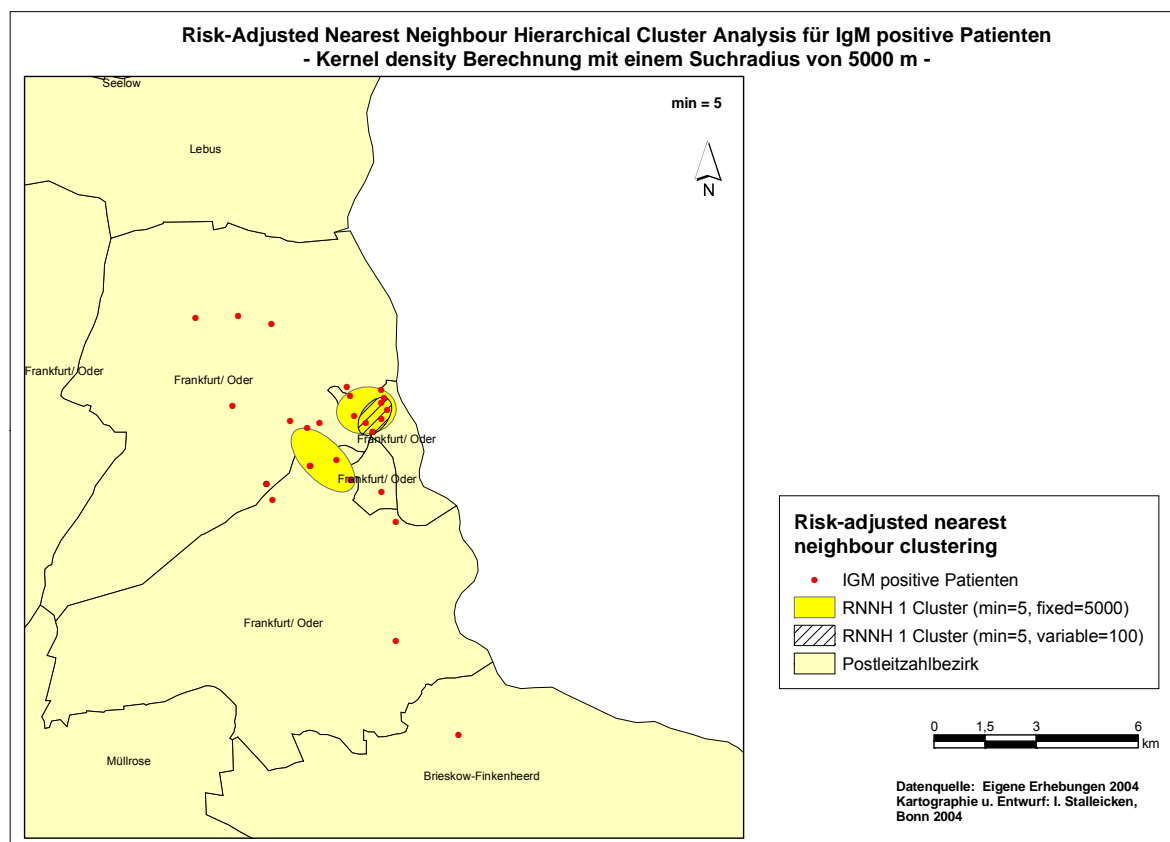 Risk-Adjusted Nearest Neighbour Hierarchical Cluster Analysis für IgM positive Patienten
- Kernel density Berechnung mit einem Suchradius von 5000 m -
Seelow
min = 5
Lebus
N
Frankfurt/ Oder
Frankfurt/ Oder
Frankfurt/ Oder
Frankfurt/ Oder
Frankfurt/ Oder
Müllrose
Brieskow-Finkenheerd
Risk-adjusted nearest
neighbour clustering
IGM positive Patienten
RNNH 1 Cluster (min=5, fixed=5000)
RNNH 1 Cluster (min=5, variable=100)
Postleitzahlbezirk
0 1,5 3 6
km
Datenquelle: Eigene Erhebungen 2004
Kartographie u. Entwurf: I. Stalleicken,
Bonn 2004